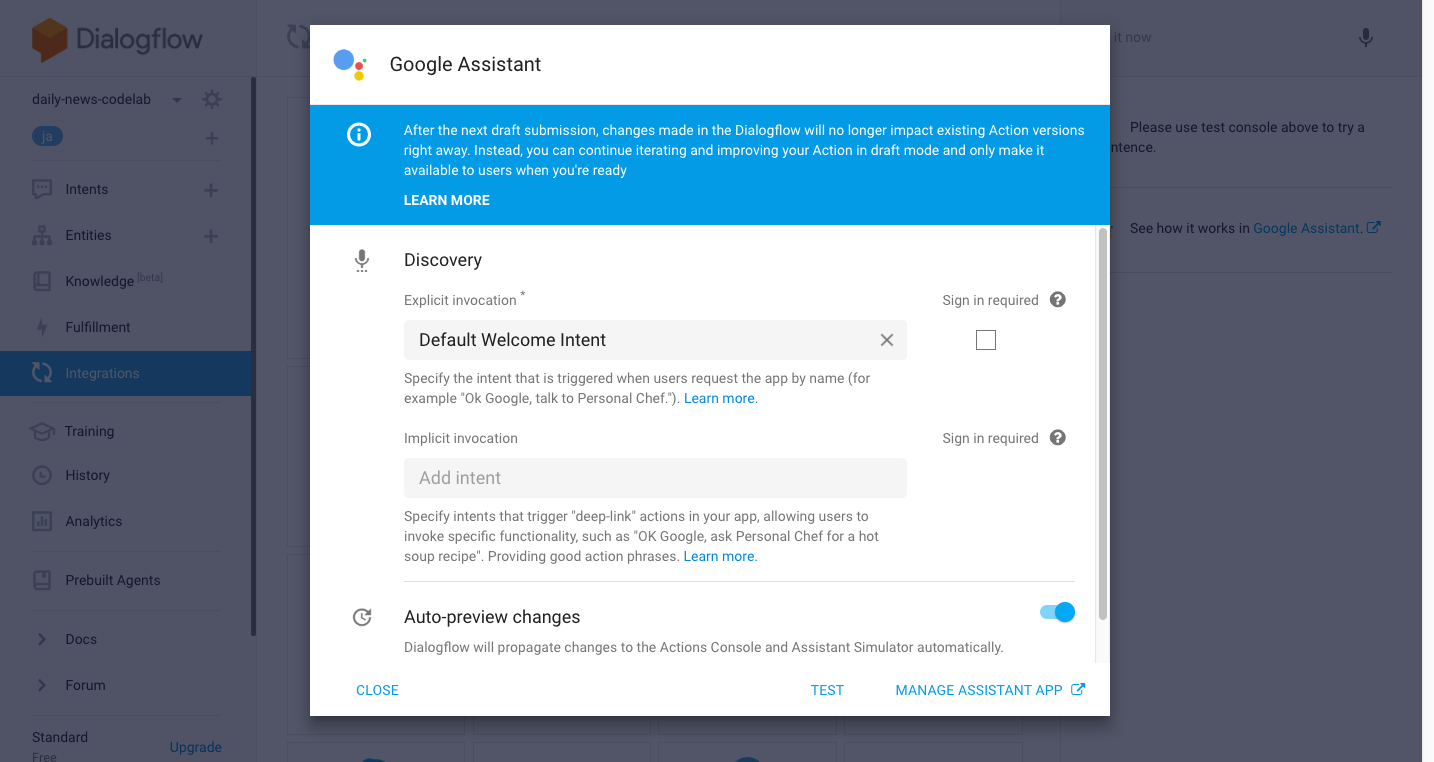 Dialogflow
daily-news-codelab
ja
Intents
Entities
Knowledge [beta]
Fulfillment
Integrations
Training
History
Analytics
Prebuilt Agents
Docs
Forum
Standard
Free
Upgrade
Google Assistant
After the next draft submission, changes made in the Dialogflow will no longer impact existing Action versions
right away. Instead, you can continue iterating and improving your Action in draft mode and only make it
available to users when you're ready
LEARN MORE
Discovery
Explicit invocation *
Sign in required
Default Welcome Intent
Specify the intent that is triggered when users request the app by name (for
example "Ok Google, talk to Personal Chef."). Learn more.
Implicit invocation
Sign in required
Add intent
Specify intents that trigger "deep-link" actions in your app, allowing users to
invoke specific functionality, such as "OK Google, ask Personal Chef for a hot
soup recipe". Providing good action phrases. Learn more.
Auto-preview changes
Dialogflow will propagate changes to the Actions Console and Assistant Simulator automatically.
CLOSE
TEST
MANAGE ASSISTANT APP
it now
Please use test console above to try a
ntence.
See how it works in Google Assistant.